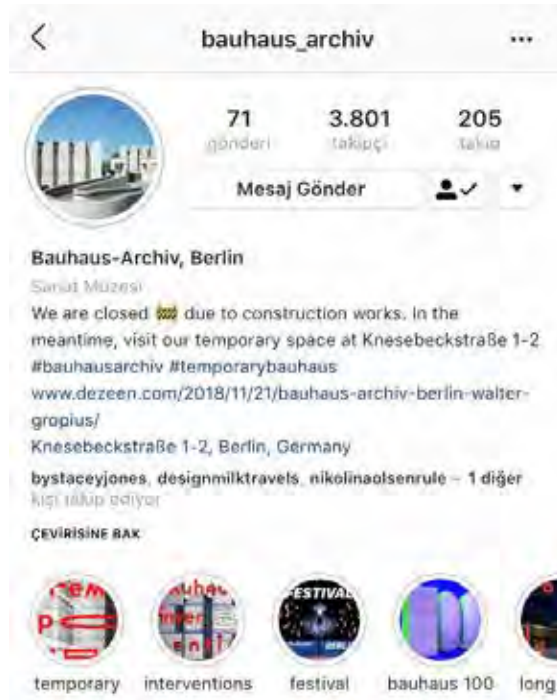 bauhaus_archiv
71 3.801 205
gönderi takipçi takip
Mesaj Gönder
Bauhaus-Archiv, Berlin
Sanat Müzesi
We are closed 🚧 due to construction works. In the
meantime, visit our temporary space at Knesebeckstraße 1-2
#bauhausarchiv #temporarybauhaus
www.dezeen.com/2018/11/21/bauhaus-archiv-berlin-walter-
gropius/
Knesebeckstraße 1-2, Berlin, Germany
bystaceyjones, designmilktravels, nikolinaolsenrule – 1 diğer
kişi takip ediyor
ÇEVİRİSİNE BAK
FESTIVAL
temporary interventions festival bauhaus 100 long